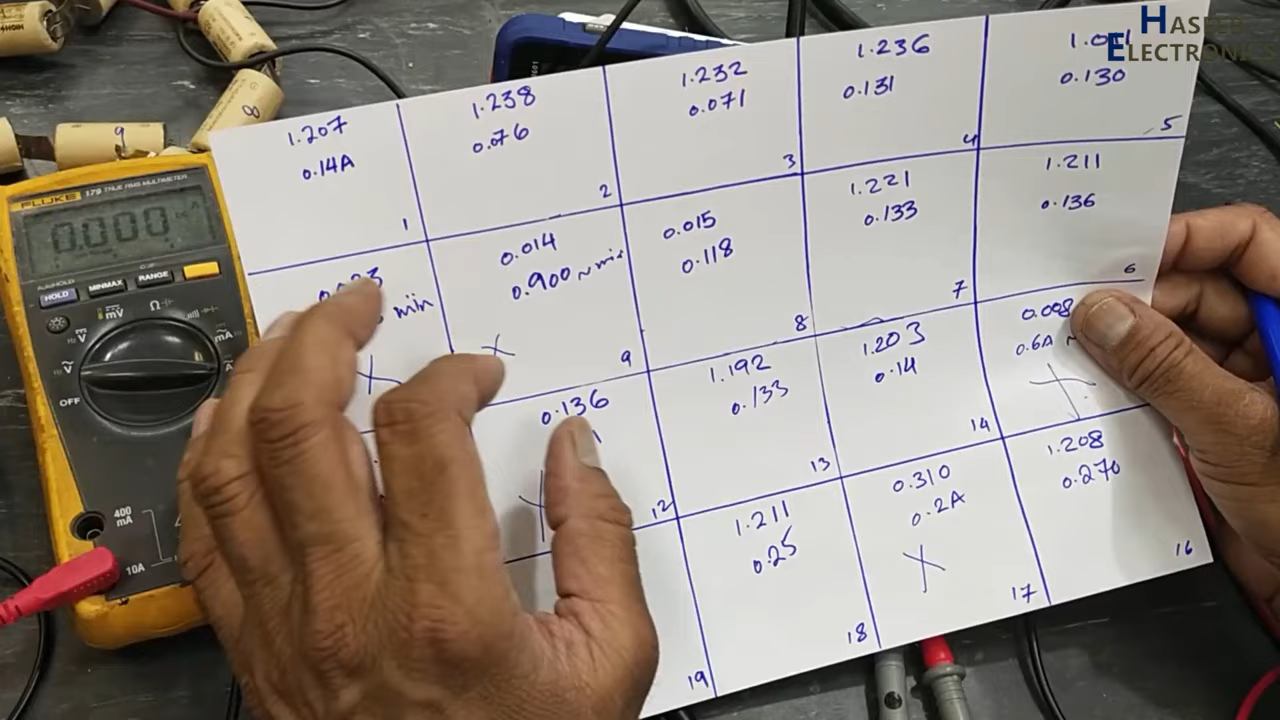 HASEEB
ELECTRONICS
1.207
0.14A
1
1.238
0.076
2
1.232
0.071
3
1.236
0.131
4
0.130
5
min
0.014
0.900 ~ min
9
0.015
0.118
8
1.221
0.133
7
1.211
0.136
6
0.136
12
1.192
0.133
13
1.203
0.14
14
0.008
0.6A
19
1.211
0.25
18
0.310
0.2A
17
1.208
0.270
16
9
8
FLUKE 179 TRUE RMS MULTIMETER
0.000
HOLD
MINMAX
RANGE
mV
Ω
V
mA
V
A
OFF
400
mA
10A